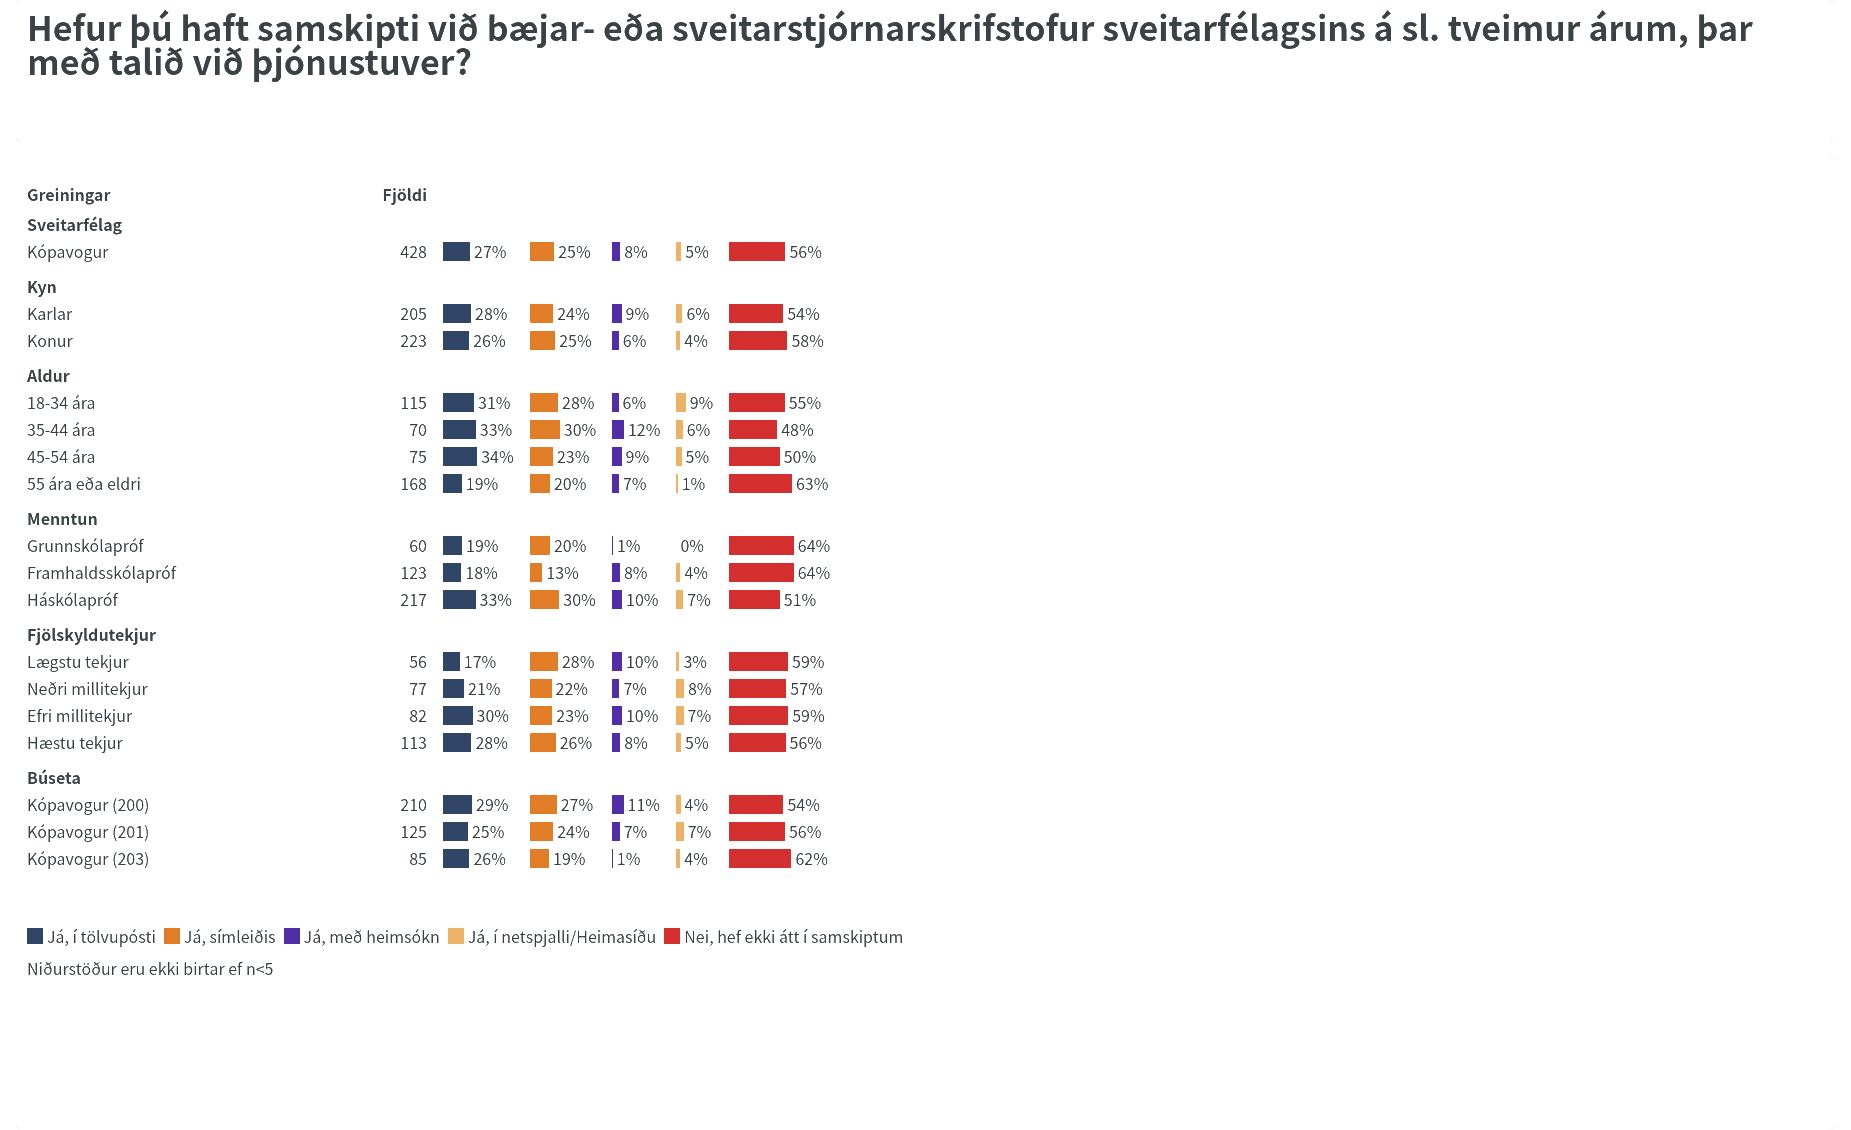 Hefur þú haft samskipti við bæjar- eða sveitarstjórnarskrifstofur sveitarfélagsins á sl. tveimur árum, þar
með talið við þjónustuver?
Greiningar Fjöldi
Sveitarfélag
Kópavogur 428 27% 25% 8% 5% 56%
Kyn
Karlar 205 28% 24% 9% 6% 54%
Konur 223 26% 25% 6% 4% 58%
Aldur
18-34 ára 115 31% 28% 6% 9% 55%
35-44 ára 70 33% 30% 12% 6% 48%
45-54 ára 75 34% 23% 9% 5% 50%
55 ára eða eldri 168 19% 20% 7% 1% 63%
Menntun
Grunnskólapróf 60 19% 20% 1% 0% 64%
Framhaldsskólapróf 123 18% 13% 8% 4% 64%
Háskólapróf 217 33% 30% 10% 7% 51%
Fjölskyldutekjur
Lægstu tekjur 56 17% 28% 10% 3% 59%
Neðri millitekjur 77 21% 22% 7% 8% 57%
Efri millitekjur 82 30% 23% 10% 7% 59%
Hæstu tekjur 113 28% 26% 8% 5% 56%
Búseta
Kópavogur (200) 210 29% 27% 11% 4% 54%
Kópavogur (201) 125 25% 24% 7% 7% 56%
Kópavogur (203) 85 26% 19% 1% 4% 62%
Já, í tölvupósti Já, símleiðis Já, með heimsókn Já, í netspjalli/Heimasíðu Nei, hef ekki átt í samskiptum
Niðurstöður eru ekki birtar ef n<5